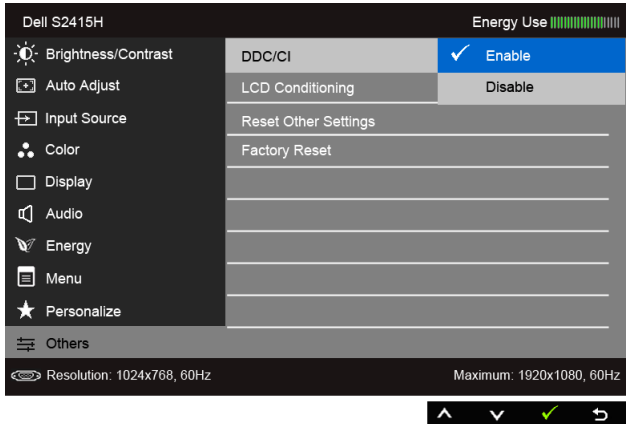 Dell S2415H
Energy Use
Brightness/Contrast
Auto Adjust
Input Source
Color
Display
Audio
Energy
Menu
Personalize
Others
DDC/CI
LCD Conditioning
Reset Other Settings
Factory Reset
Enable
Disable
Resolution: 1024x768, 60Hz
Maximum: 1920x1080, 60Hz